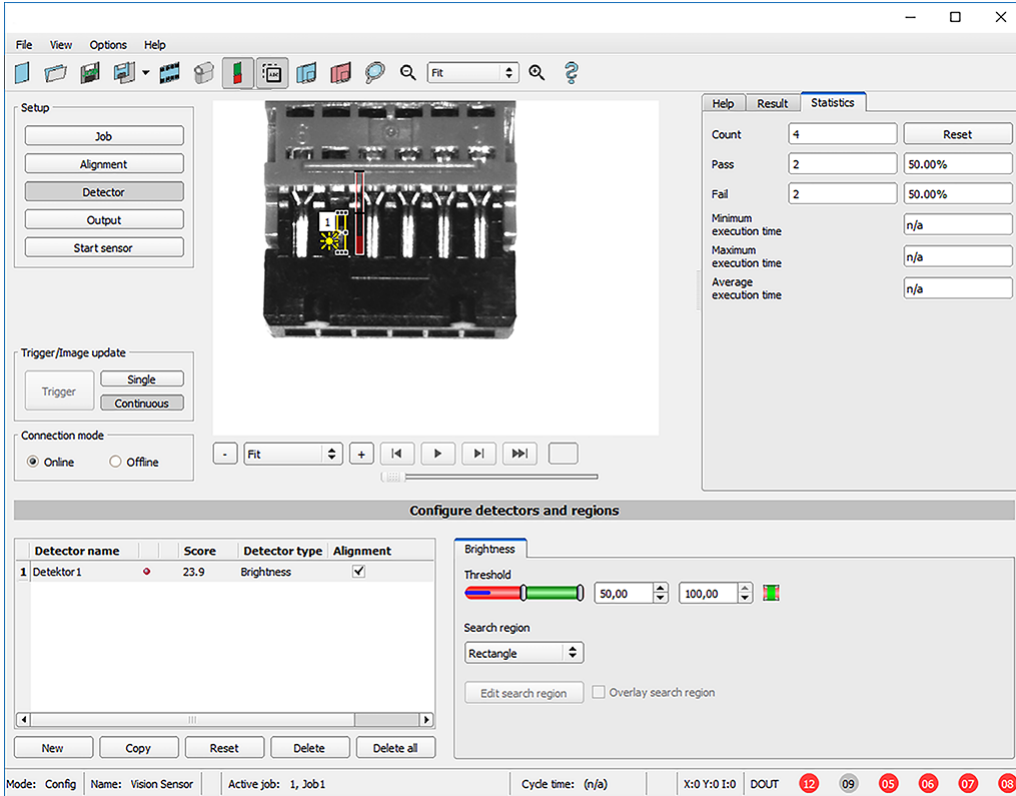 File View Options Help
ABC
Fit
Setup
Job
Alignment
Detector
Output
Start sensor
Trigger/Image update
Trigger
Single
Continuous
Connection mode
Online Offline
1
- Fit +
Help Result Statistics
Count 4 Reset
Pass 2 50.00%
Fail 2 50.00%
Minimum
execution time n/a
Maximum
execution time n/a
Average
execution time n/a
Configure detectors and regions
Detector name Score Detector type Alignment
1 Detektor1 23.9 Brightness
New Copy Reset Delete Delete all
Brightness
Threshold
50,00 100,00
Search region
Rectangle
Edit search region Overlay search region
Mode: Config Name: Vision Sensor Active job: 1, Job1 Cycle time: (n/a) X:0 Y:0 I:0 DOUT 12 09 05 06 07 08